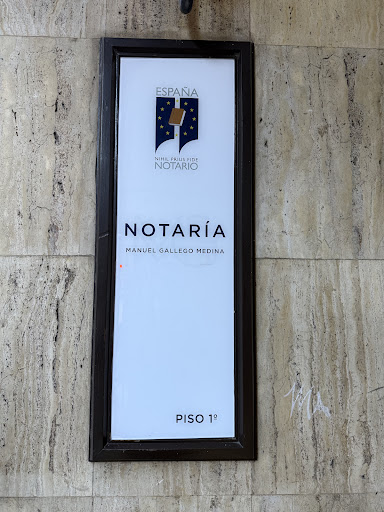 ESPAÑA
NIHIL PRIUS FIDE
NOTARIO
NOTARÍA
MANUEL GALLEGO MEDINA
PISO 1º